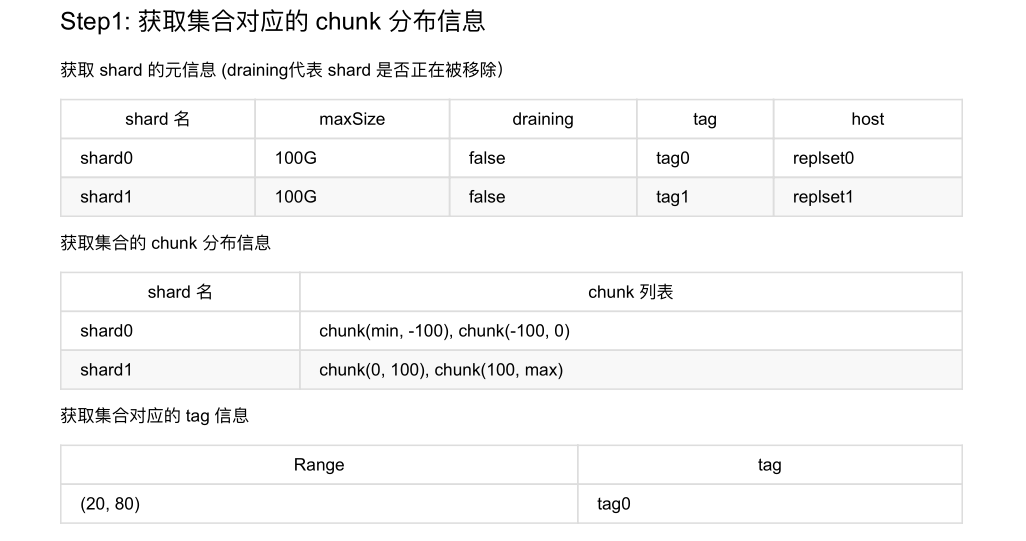 Step1: 获取集合对应的 chunk 分布信息
获取 shard 的元信息 (draining代表 shard 是否正在被移除）
shard 名 maxSize draining tag host
shard0 100G false tag0 replset0
shard1 100G false tag1 replset1
获取集合的 chunk 分布信息
shard 名 chunk 列表
shard0 chunk(min, -100), chunk(-100, 0)
shard1 chunk(0, 100), chunk(100, max)
获取集合对应的 tag 信息
Range tag
(20, 80) tag0